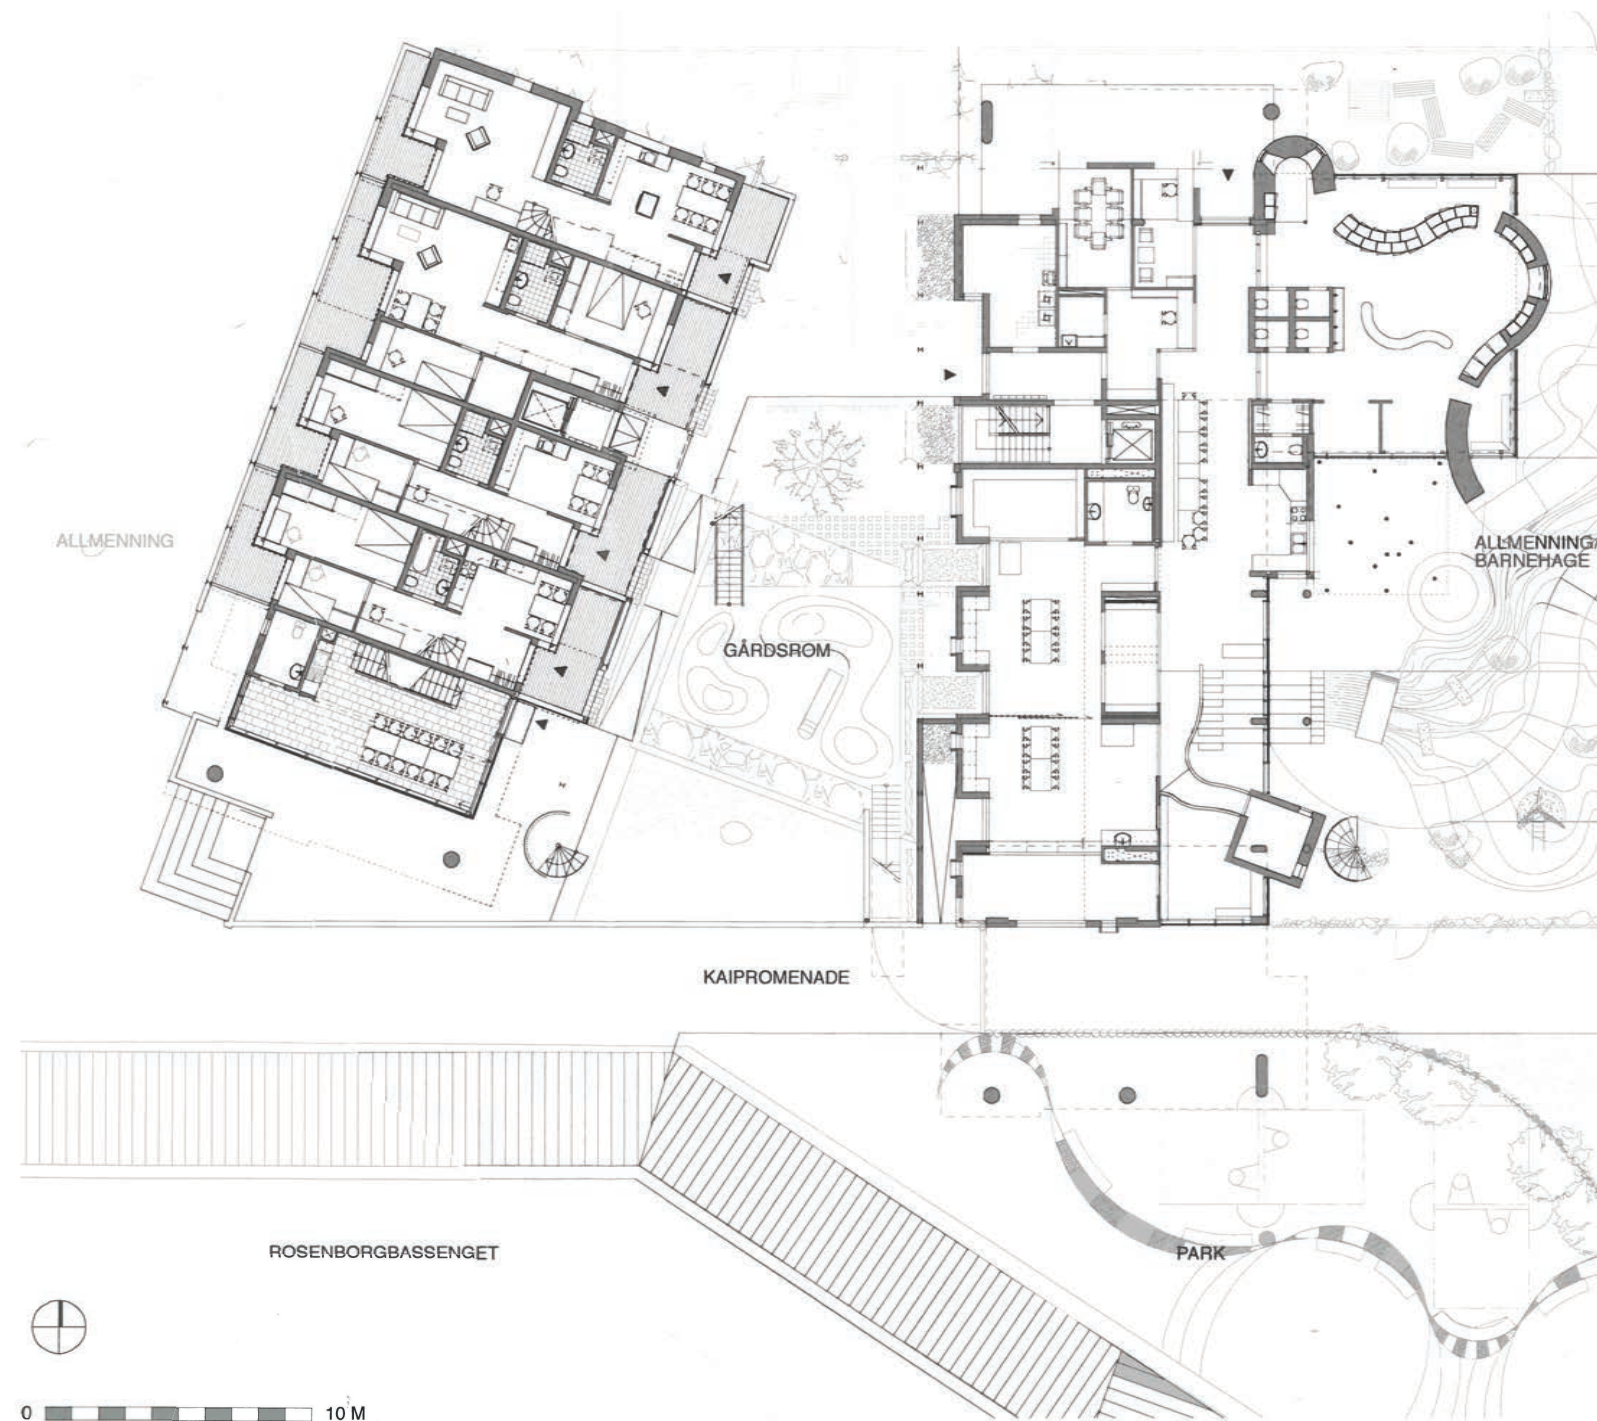 ALLMENNING
ALLMENNING/
BARNEHAGE
GÅRDSROM
KAIPROMENADE
ROSENBORGBASSENGET
PARK
0 10 M